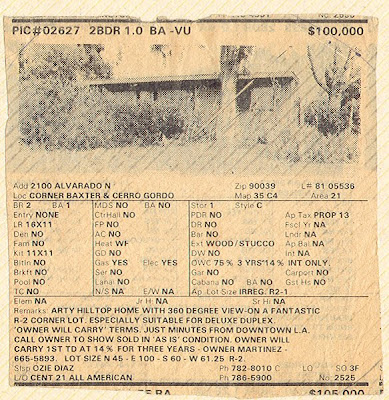 PIC#02627 2BDR 1.0 BA -VU $100,000
Add 2100 ALVARADO N Zip 90039 L# 81 05536
Loc CORNER BAXTER & CERRO GORDO Map 35 C4 Area 21
BR 2 BA 1 MDS NO BA NO Stor 1 Style C
Entry NONE CtrHall NO PDR NO Ap Tax PROP 13
LR 16X11 FP NO DR NO Fscl Yr NA
Den NO AC NO Bar NO Lndr NA
Fam NO Heat WF Ext WOOD/STUCCO Ap Bal NA
Kit 11X11 GD NO Dw NO Int NA
BltIn NO Gas YES Elec YES OWC 75% 3 YRS*14% INT ONLY.
Brkft NO Ser NO Gar NO Carport NO
Pool NO Lanai NO Cabana NO BA NO Gst Hs NO
TC NO N/S NA E/W NA Ap. Lot Size IRREG. R2-1
Elem NA Jr Hi NA Sr Hi NA
Remarks ARTY HILLTOP HOME WITH 360 DEGREE VIEW-ON A FANTASTIC
R-2 CORNER LOT. ESPECIALLY SUITABLE FOR DELUXE DUPLEX.
'OWNER WILL CARRY' TERMS. JUST MINUTES FROM DOWNTOWN L.A.
CALL OWNER TO SHOW SOLD IN 'AS IS' CONDITION. OWNER WILL
CARRY 1ST TD AT 14% FOR THREE YEARS - OWNER MARTINEZ -
665-5893. LOT SIZE N 45 - E 100 - S 60 - W 61.25 R-2.
Slsp OZIE DIAZ Ph 782-8010 C LO SO 3F
L/O CENT 21 ALL AMERICAN Ph 786-5900 No: 2525
$105,000